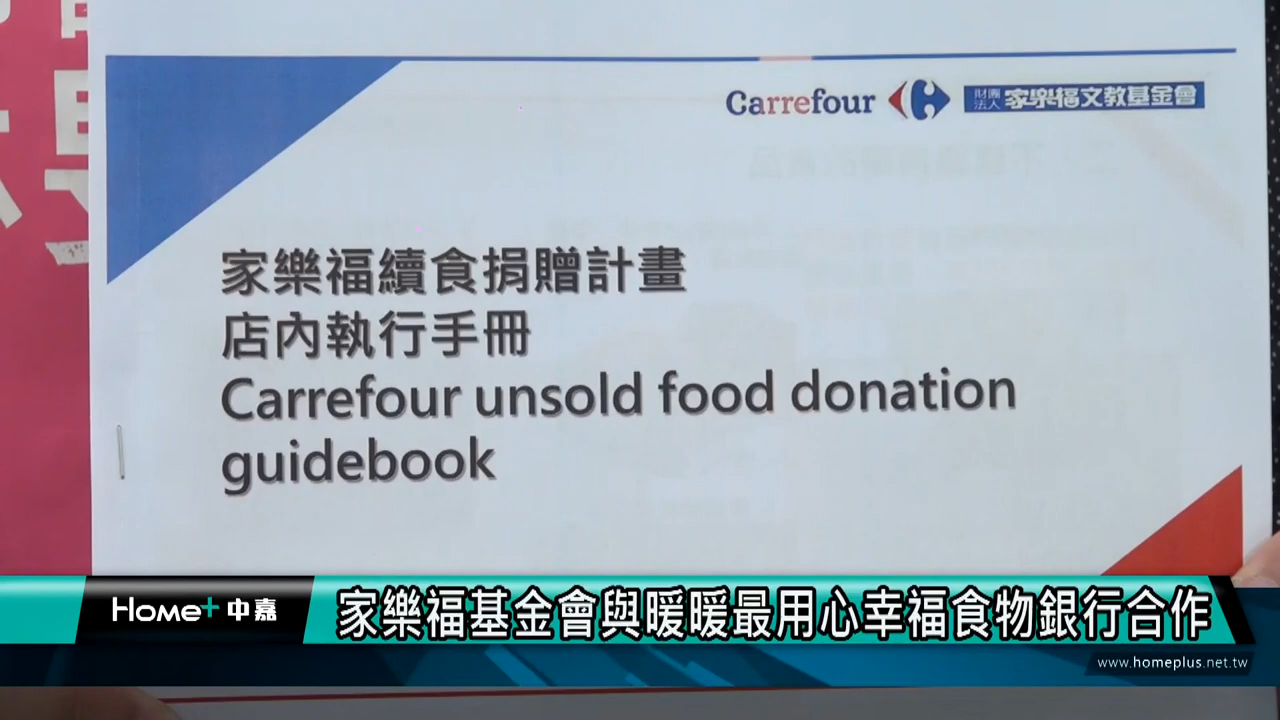 Carrefour 財團法人 家樂福文教基金會
家樂福續食捐贈計畫
店內執行手冊
Carrefour unsold food donation
guidebook
Home+ 中嘉 家樂福基金會與暖暖最用心幸福食物銀行合作
www.homeplus.net.tw